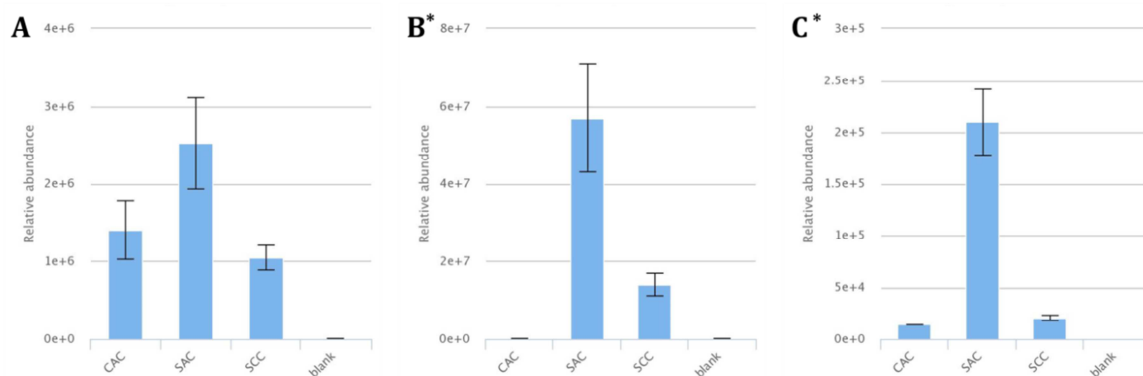 A
4e+6
3e+6
2e+6
1e+6
0e+0
Relative abundance
CAC
SAC
SCC
blank
B*
8e+7
6e+7
4e+7
2e+7
0e+0
Relative abundance
CAC
SAC
SCC
blank
C*
3e+5
2.5e+5
2e+5
1.5e+5
1e+5
5e+4
0e+0
Relative abundance
CAC
SAC
SCC
blank